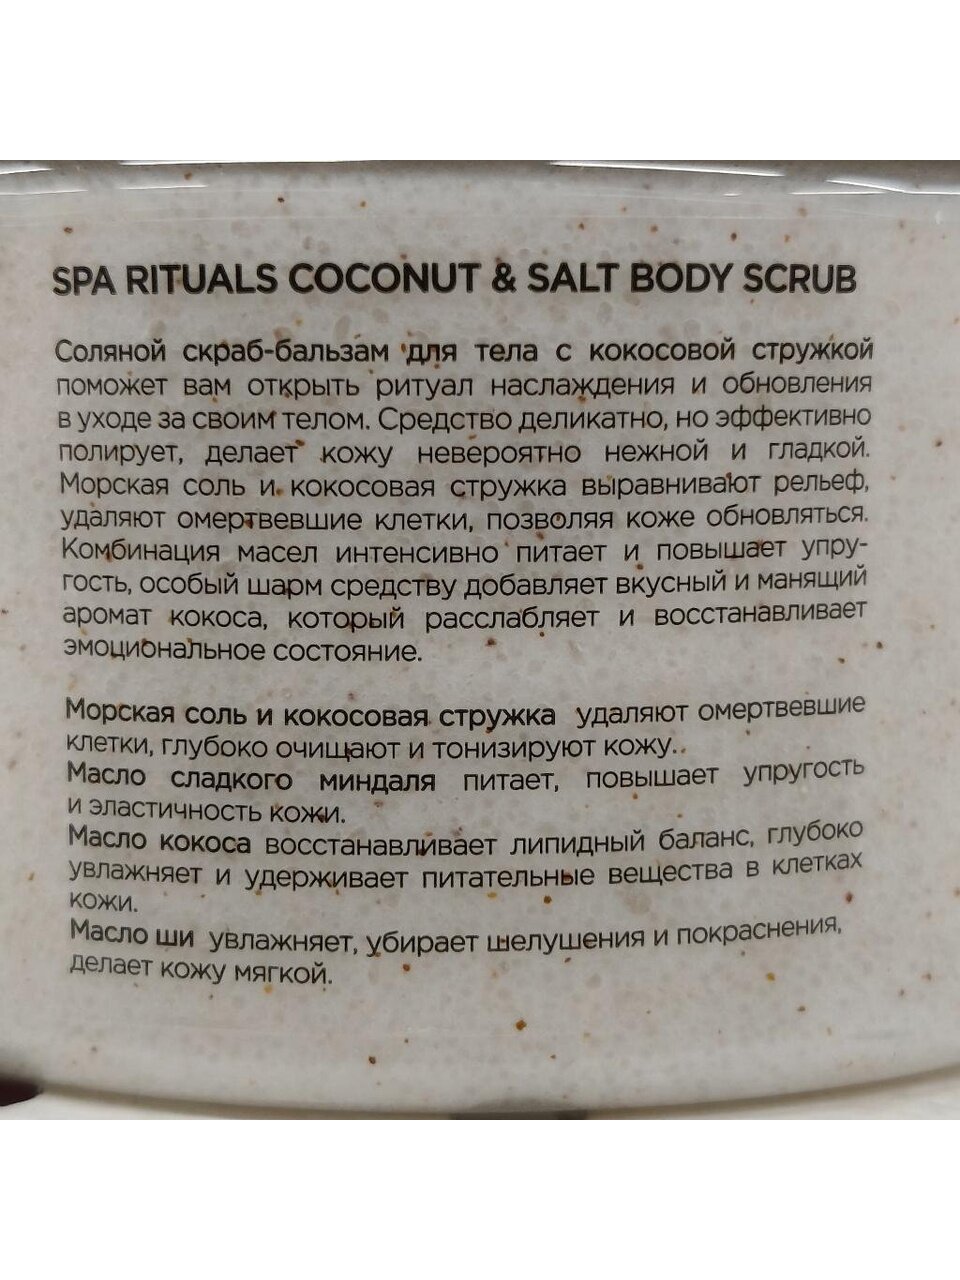 SPA RITUALS COCONUT & SALT BODY SCRUB
Соляной скраб-бальзам для тела с кокосовой стружкой
поможет вам открыть ритуал наслаждения и обновления
в уходе за своим телом. Средство деликатно, но эффективно
полирует, делает кожу невероятно нежной и гладкой.
Морская соль и кокосовая стружка выравнивают рельеф,
удаляют омертвевшие клетки, позволяя коже обновляться.
Комбинация масел интенсивно питает и повышает упру-
гость, особый шарм средству добавляет вкусный и манящий
аромат кокоса, который расслабляет и восстанавливает
эмоциональное состояние.
Морская соль и кокосовая стружка удаляют омертвевшие
клетки, глубоко очищают и тонизируют кожу..
Масло сладкого миндаля питает, повышает упругость
и эластичность кожи.
Масло кокоса восстанавливает липидный баланс, глубоко
увлажняет и удерживает питательные вещества в клетках
кожи.
Масло ши увлажняет, убирает шелушения и покраснения,
делает кожу мягкой.